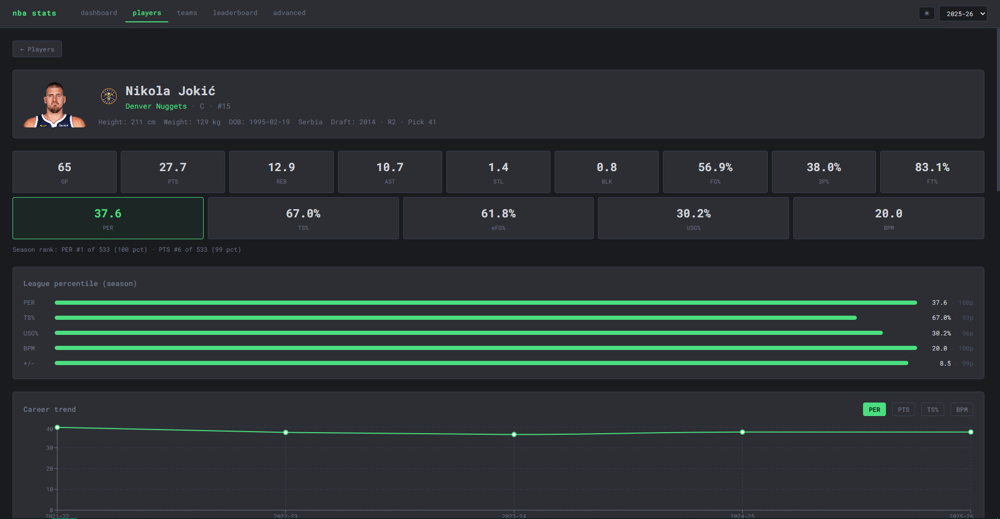 nba stats dashboard players teams leaderboard advanced ☀ 2025-26
← Players
Nikola Jokić
Denver Nuggets · C · #15
Height: 211 cm Weight: 129 kg DOB: 1995-02-19 Serbia Draft: 2014 · R2 · Pick 41
65 27.7 12.9 10.7 1.4 0.8 56.9% 38.0% 83.1%
GP PTS REB AST STL BLK FG% 3P% FT%
37.6 67.0% 61.8% 30.2% 20.0
PER TS% eFG% USG% BPM
Season rank: PER #1 of 533 (100 pct) · PTS #6 of 533 (99 pct)
League percentile (season)
PER 37.6 · 100p
TS% 67.0% · 93p
USG% 30.2% · 96p
BPM 20.0 · 100p
+/- 8.5 · 99p
Career trend PER PTS TS% BPM
40
30
20
10
0
2021-22 2022-23 2023-24 2024-25 2025-26